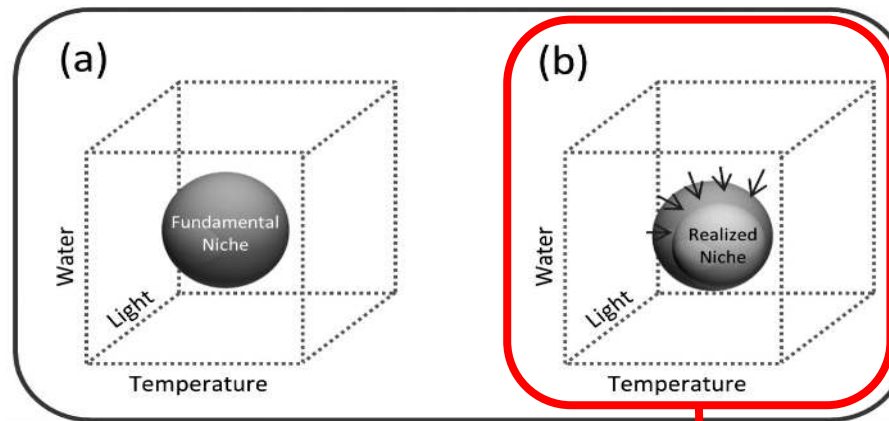 (a)
Fundamental
Niche
Water
Light
Temperature
(b)
Realized
Niche
Water
Light
Temperature